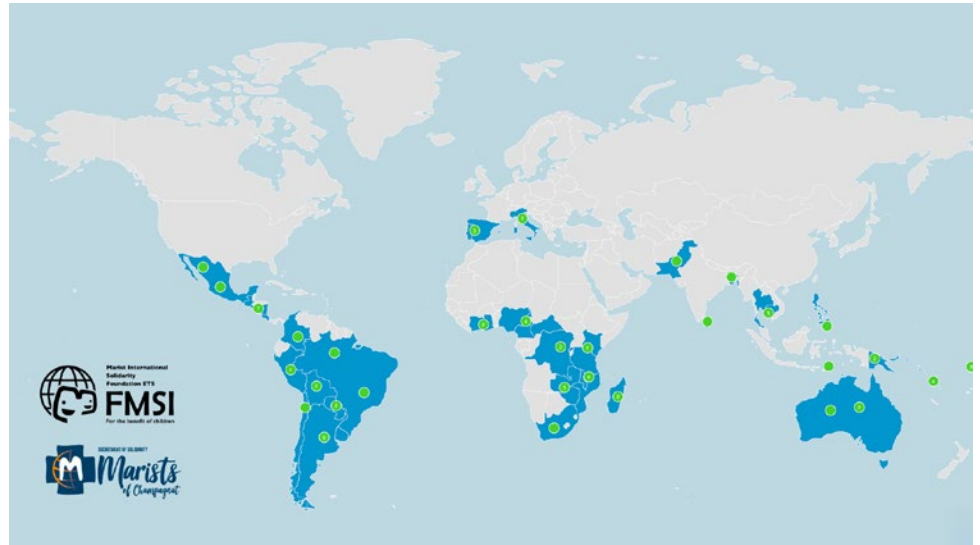 Marist International
Solidarity
Foundation ETS
FMSI
For the benefit of children
SECRETARIAT OF SOLIDARITY
M
Marists
of Champagnat